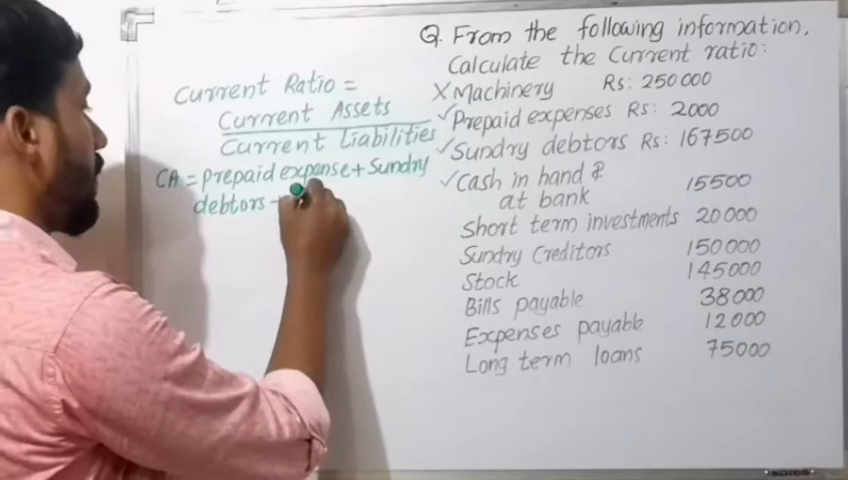 Q. From the following information,
Calculate the Current ratio:
X Machinery Rs: 250000
✓Prepaid expenses Rs: 2000
✓Sundry debtors Rs: 167500
✓Cash in hand &
at bank 15500
Short term investments 20000
Sundry Creditors 150000
Stock 145000
Bills payable 38000
Expenses payable 12000
Long term loans 75000
Current Ratio =
Current Assets
Current Liabilities
CA = prepaid expanse + Sundry
debtors +
KORES